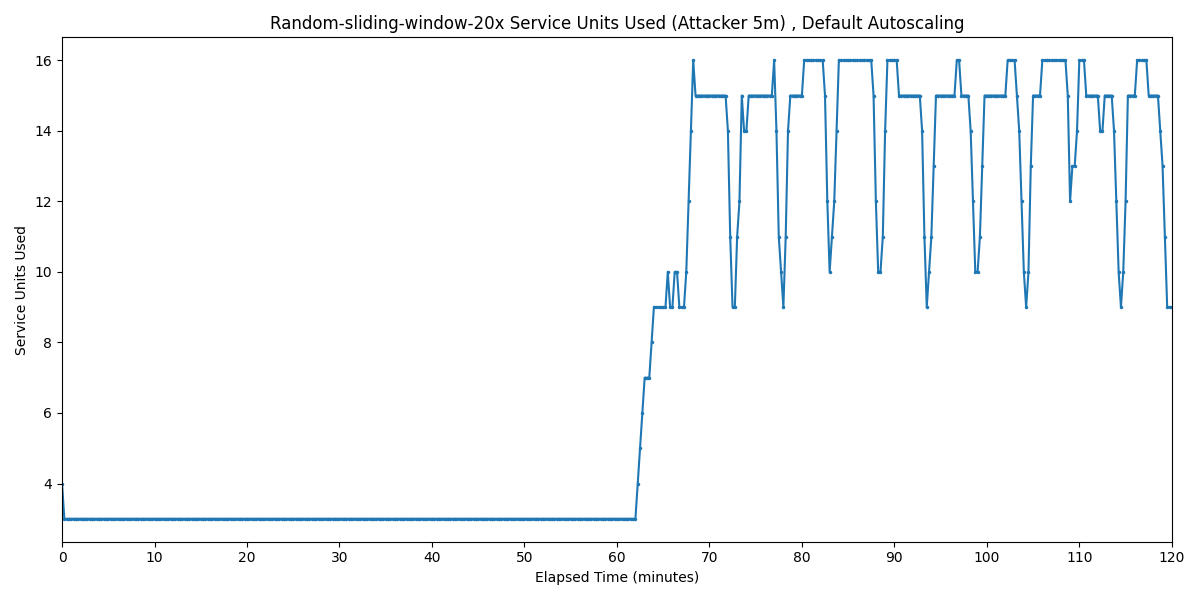 Random-sliding-window-20x Service Units Used (Attacker 5m) , Default Autoscaling
16
14
12
10
8
6
4
Service Units Used
0 10 20 30 40 50 60 70 80 90 100 110 120
Elapsed Time (minutes)